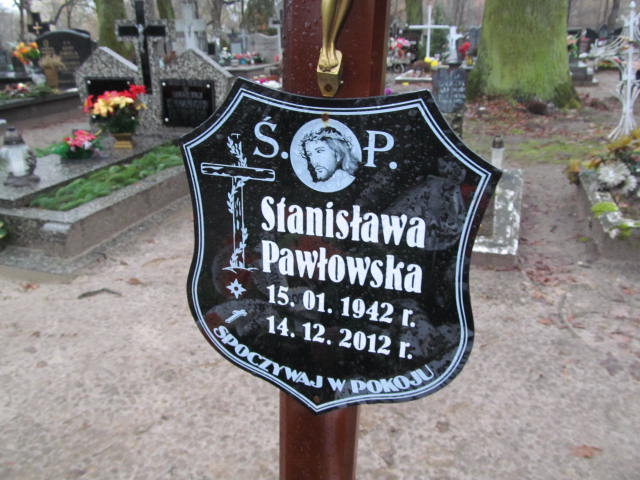 Ś. P.
Stanisława
Pawłowska
15. 01. 1942 r.
14. 12. 2012 r.
SPOCZYWAJ W POKOJU